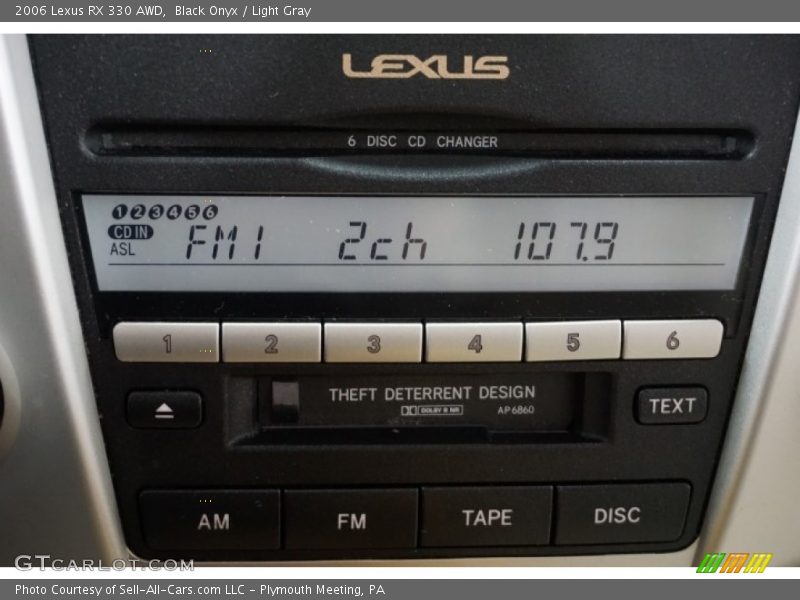 2006 Lexus RX 330 AWD, Black Onyx / Light Gray
LEXUS
6 DISC CD CHANGER
1 2 3 4 5 6
CD IN
ASL FM1 2ch 107.9
1 2 3 4 5 6
THEFT DETERRENT DESIGN
DOLBY B NR AP6860
TEXT
AM FM TAPE DISC
GTCARLOT.COM
Photo Courtesy of Sell-All-Cars.com LLC - Plymouth Meeting, PA